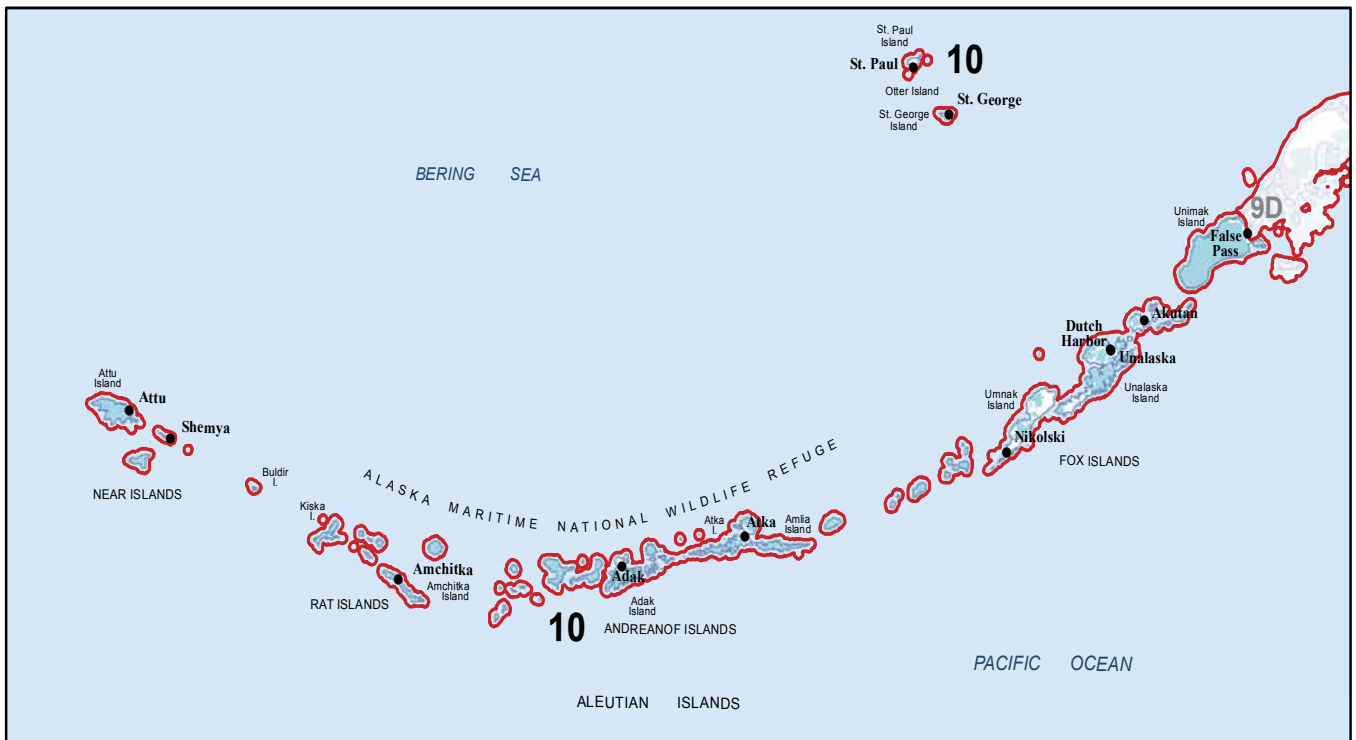 St. Paul
Island
St. Paul
10
Otter Island
St. George
St. George
Island
BERING SEA
Unimak
Island
9D
False
Pass
Akutan
Dutch
Harbor
Unalaska
Unalaska
Island
Umnak
Island
Nikolski
FOX ISLANDS
Attu
Island
Attu
Shemya
NEAR ISLANDS
Buldir
I.
ALASKA MARITIME NATIONAL WILDLIFE REFUGE
Kiska
I.
Atka
I.
Atka
Amlia
Island
Amchitka
Amchitka
Island
RAT ISLANDS
Adak
Adak
Island
10
ANDREANOF ISLANDS
PACIFIC OCEAN
ALEUTIAN ISLANDS